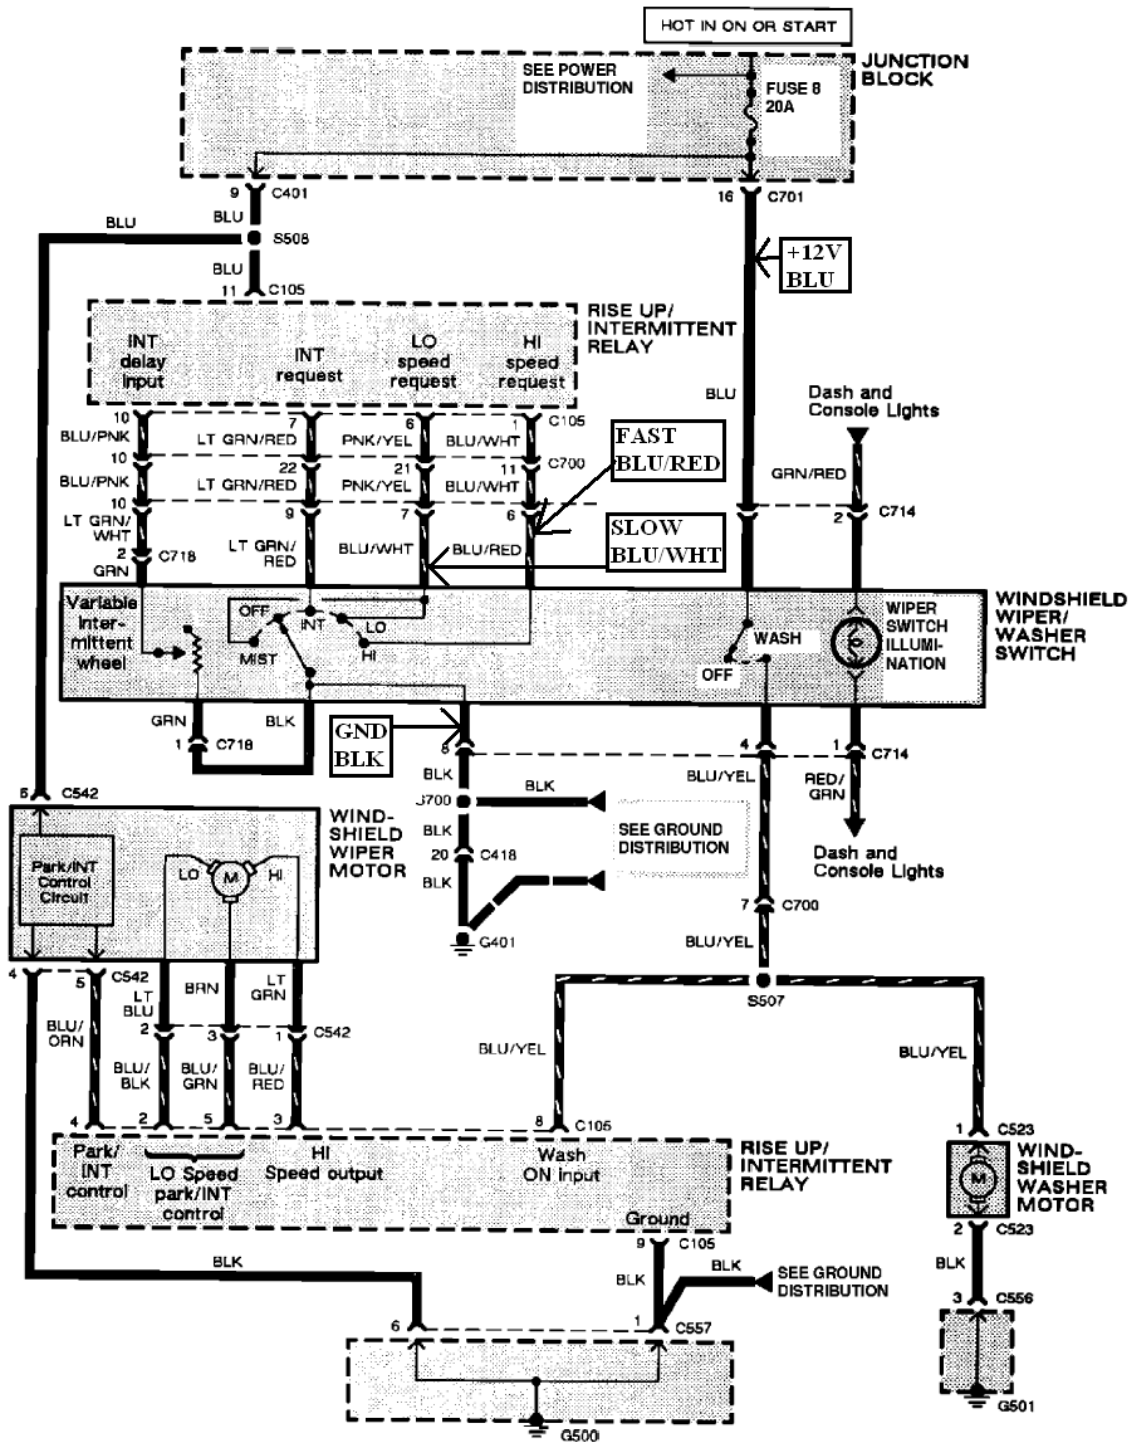 HOT IN ON OR START
JUNCTION
BLOCK
SEE POWER
DISTRIBUTION
FUSE 8
20A
9
C401
16
C701
BLU
BLU
S508
BLU
11
C105
+12V
BLU
RISE UP/
INTERMITTENT
RELAY
INT
delay
input
INT
request
LO
speed
request
HI
speed
request
BLU
Dash and
Console Lights
10
7
6
1
C105
BLU/PNK
LT GRN/RED
PNK/YEL
BLU/WHT
FAST
BLU/RED
10
22
21
11
C700
BLU/PNK
LT GRN/RED
PNK/YEL
BLU/WHT
GRN/RED
10
9
7
6
2
C714
LT GRN/
WHT
LT GRN/
RED
BLU/WHT
BLU/RED
SLOW
BLU/WHT
2
C718
GRN
Variable
Inter-
mittent
wheel
OFF
INT
LO
MIST
HI
WASH
OFF
WIPER
SWITCH
ILLUMI-
NATION
WINDSHIELD
WIPER/
WASHER
SWITCH
GRN
BLK
1
C718
GND
BLK
8
4
1
C714
BLK
BLU/YEL
RED/
GRN
6
C542
BLK
J700
BLK
SEE GROUND
DISTRIBUTION
WIND-
SHIELD
WIPER
MOTOR
Park/INT
Control
Circuit
LO
M
HI
20
C418
BLK
Dash and
Console Lights
7
C700
G401
BLU/YEL
4
5
C542
LT
BLU
BRN
LT
GRN
S507
BLU/
ORN
2
3
1
C542
BLU/
BLK
BLU/
GRN
BLU/
RED
BLU/YEL
BLU/YEL
4
2
5
3
8
C105
1
C523
Park/
INT
control
LO Speed
park/INT
control
HI
Speed output
Wash
ON input
Ground
RISE UP/
INTERMITTENT
RELAY
M
WIND-
SHIELD
WASHER
MOTOR
2
C523
9
C105
BLK
BLK
BLK
SEE GROUND
DISTRIBUTION
BLK
3
C556
6
1
C557
G501
G500